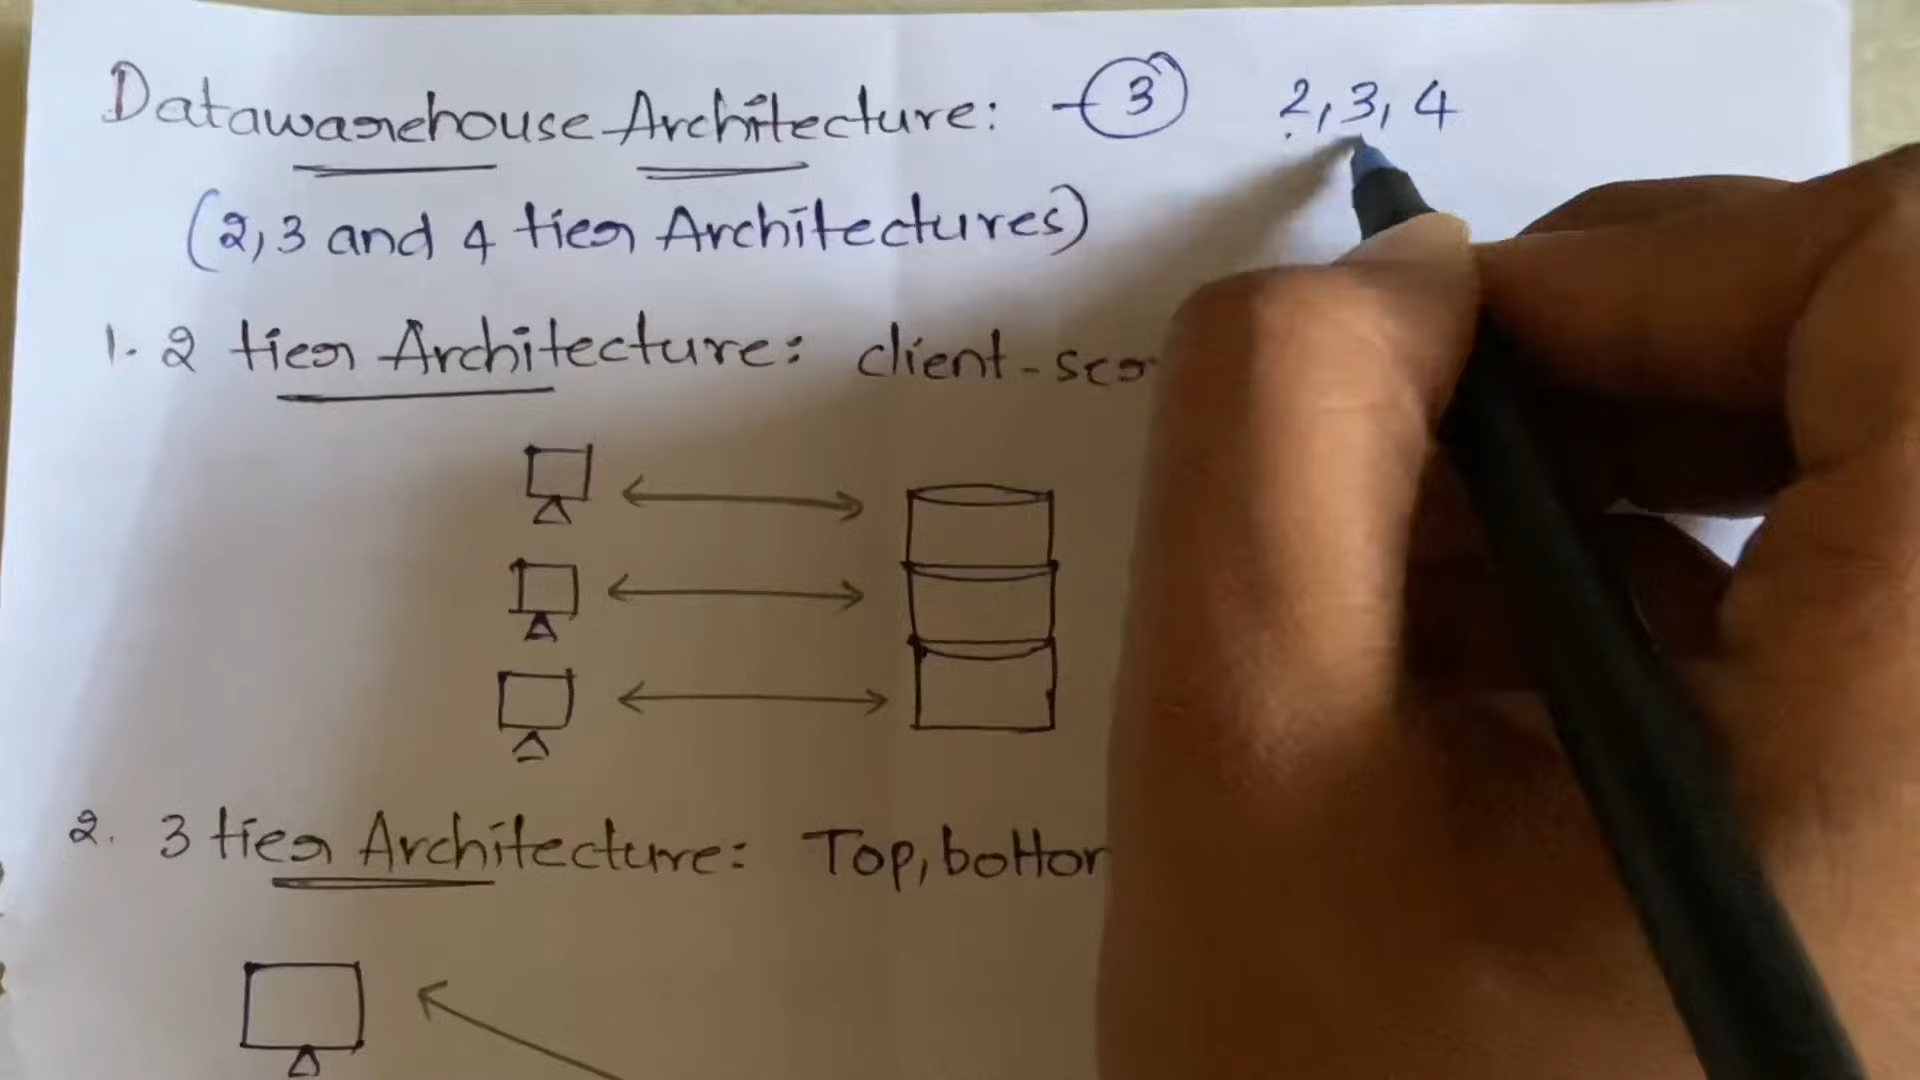 Datawarehouse Architecture: - 3 2, 3, 4
(2, 3 and 4 tier Architectures)
1. 2 tier Architecture: client-ser
2. 3 tier Architecture: Top, bottom